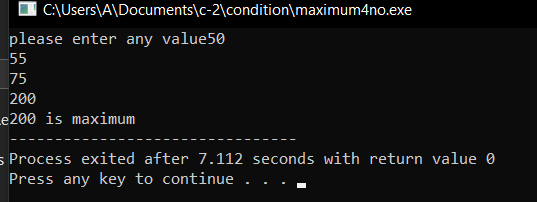 C:\Users\A\Documents\c-2\condition\maximum4no.exe
please enter any value50
55
75
200
200 is maximum
--------------------------------
Process exited after 7.112 seconds with return value 0
Press any key to continue . . .